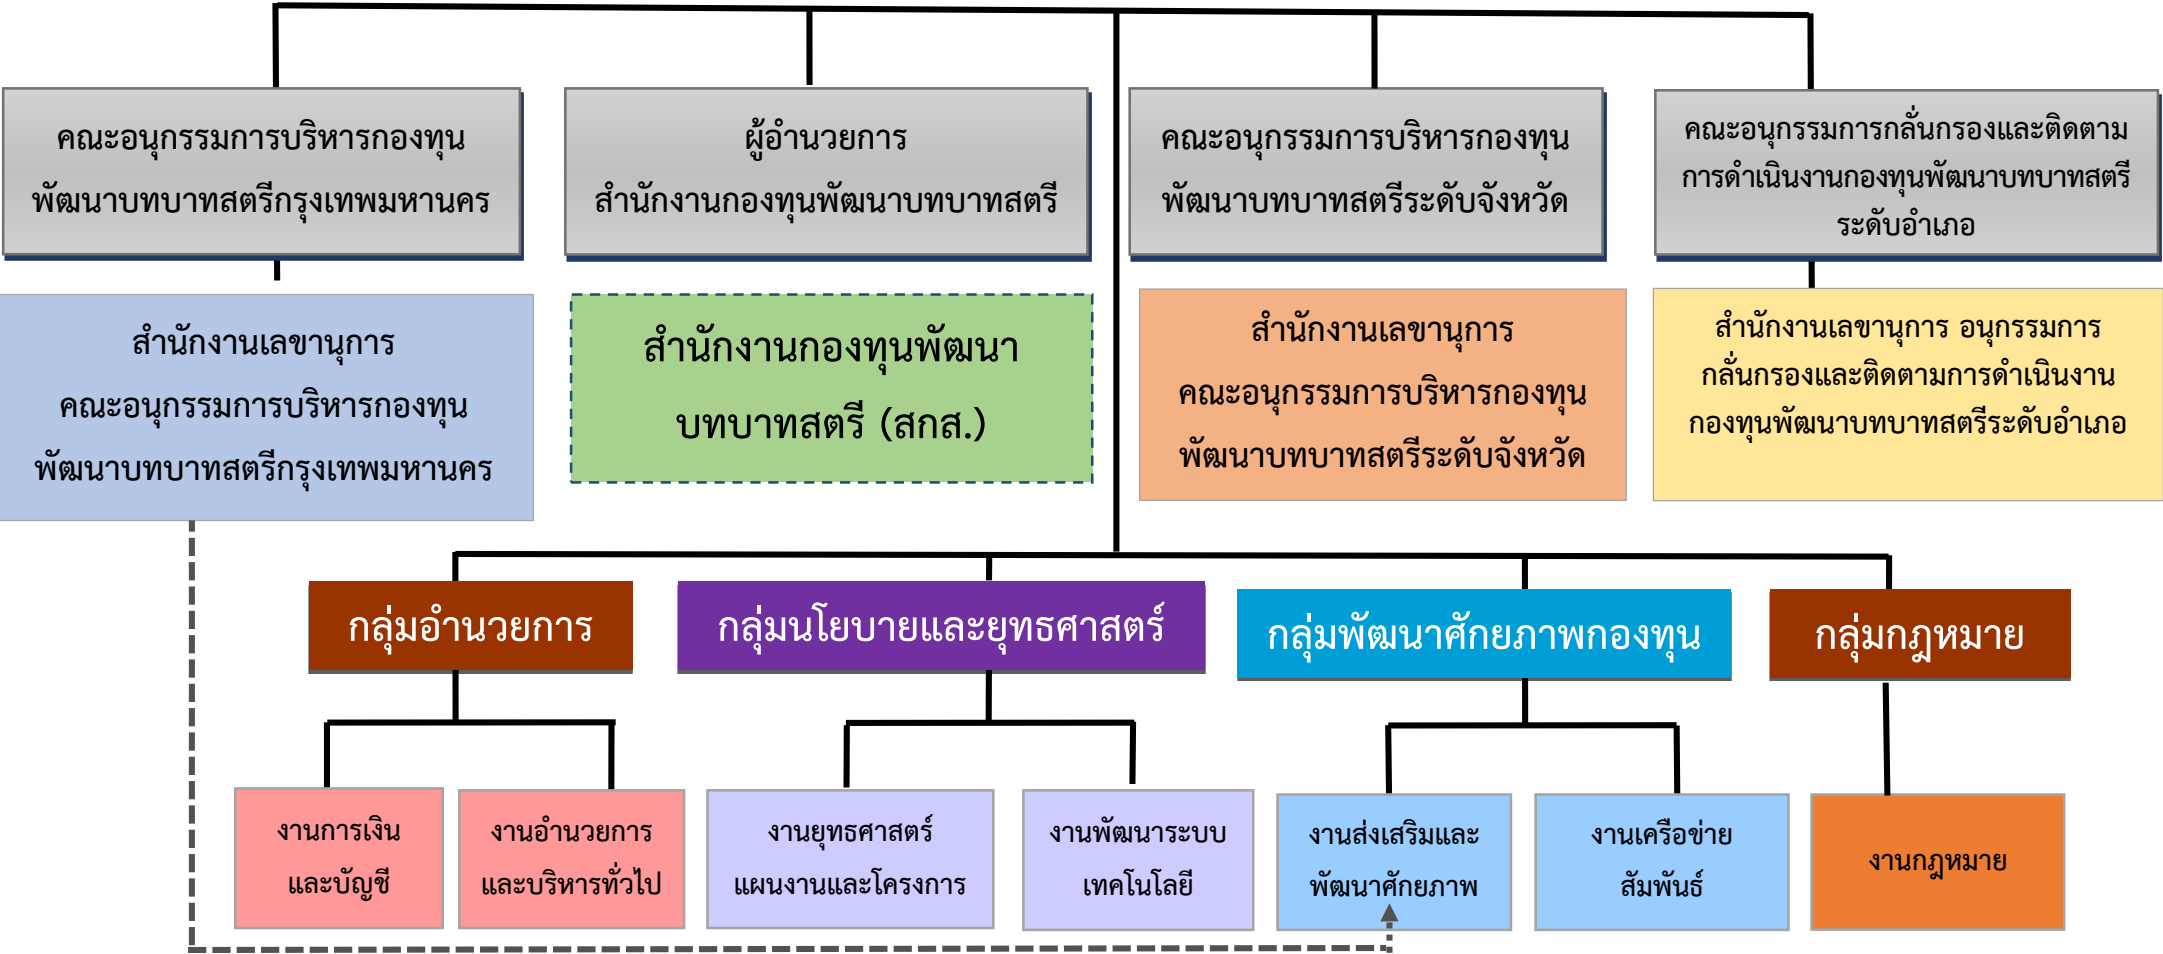 คณะอนุกรรมการบริหารกองทุน
พัฒนาบทบาทสตรีกรุงเทพมหานคร
ผู้อำนวยการ
สำนักงานกองทุนพัฒนาบทบาทสตรี
คณะอนุกรรมการบริหารกองทุน
พัฒนาบทบาทสตรีระดับจังหวัด
คณะอนุกรรมการกลั่นกรองและติดตาม
การดำเนินงานกองทุนพัฒนาบทบาทสตรี
ระดับอำเภอ
สำนักงานเลขานุการ
คณะอนุกรรมการบริหารกองทุน
พัฒนาบทบาทสตรีกรุงเทพมหานคร
สำนักงานกองทุนพัฒนา
บทบาทสตรี (สกส.)
สำนักงานเลขานุการ
คณะอนุกรรมการบริหารกองทุน
พัฒนาบทบาทสตรีระดับจังหวัด
สำนักงานเลขานุการ อนุกรรมการ
กลั่นกรองและติดตามการดำเนินงาน
กองทุนพัฒนาบทบาทสตรีระดับอำเภอ
กลุ่มอำนวยการ
กลุ่มนโยบายและยุทธศาสตร์
กลุ่มพัฒนาศักยภาพกองทุน
กลุ่มกฎหมาย
งานการเงิน
และบัญชี
งานอำนวยการ
และบริหารทั่วไป
งานยุทธศาสตร์
แผนงานและโครงการ
งานพัฒนาระบบ
เทคโนโลยี
งานส่งเสริมและ
พัฒนาศักยภาพ
งานเครือข่าย
สัมพันธ์
งานกฎหมาย